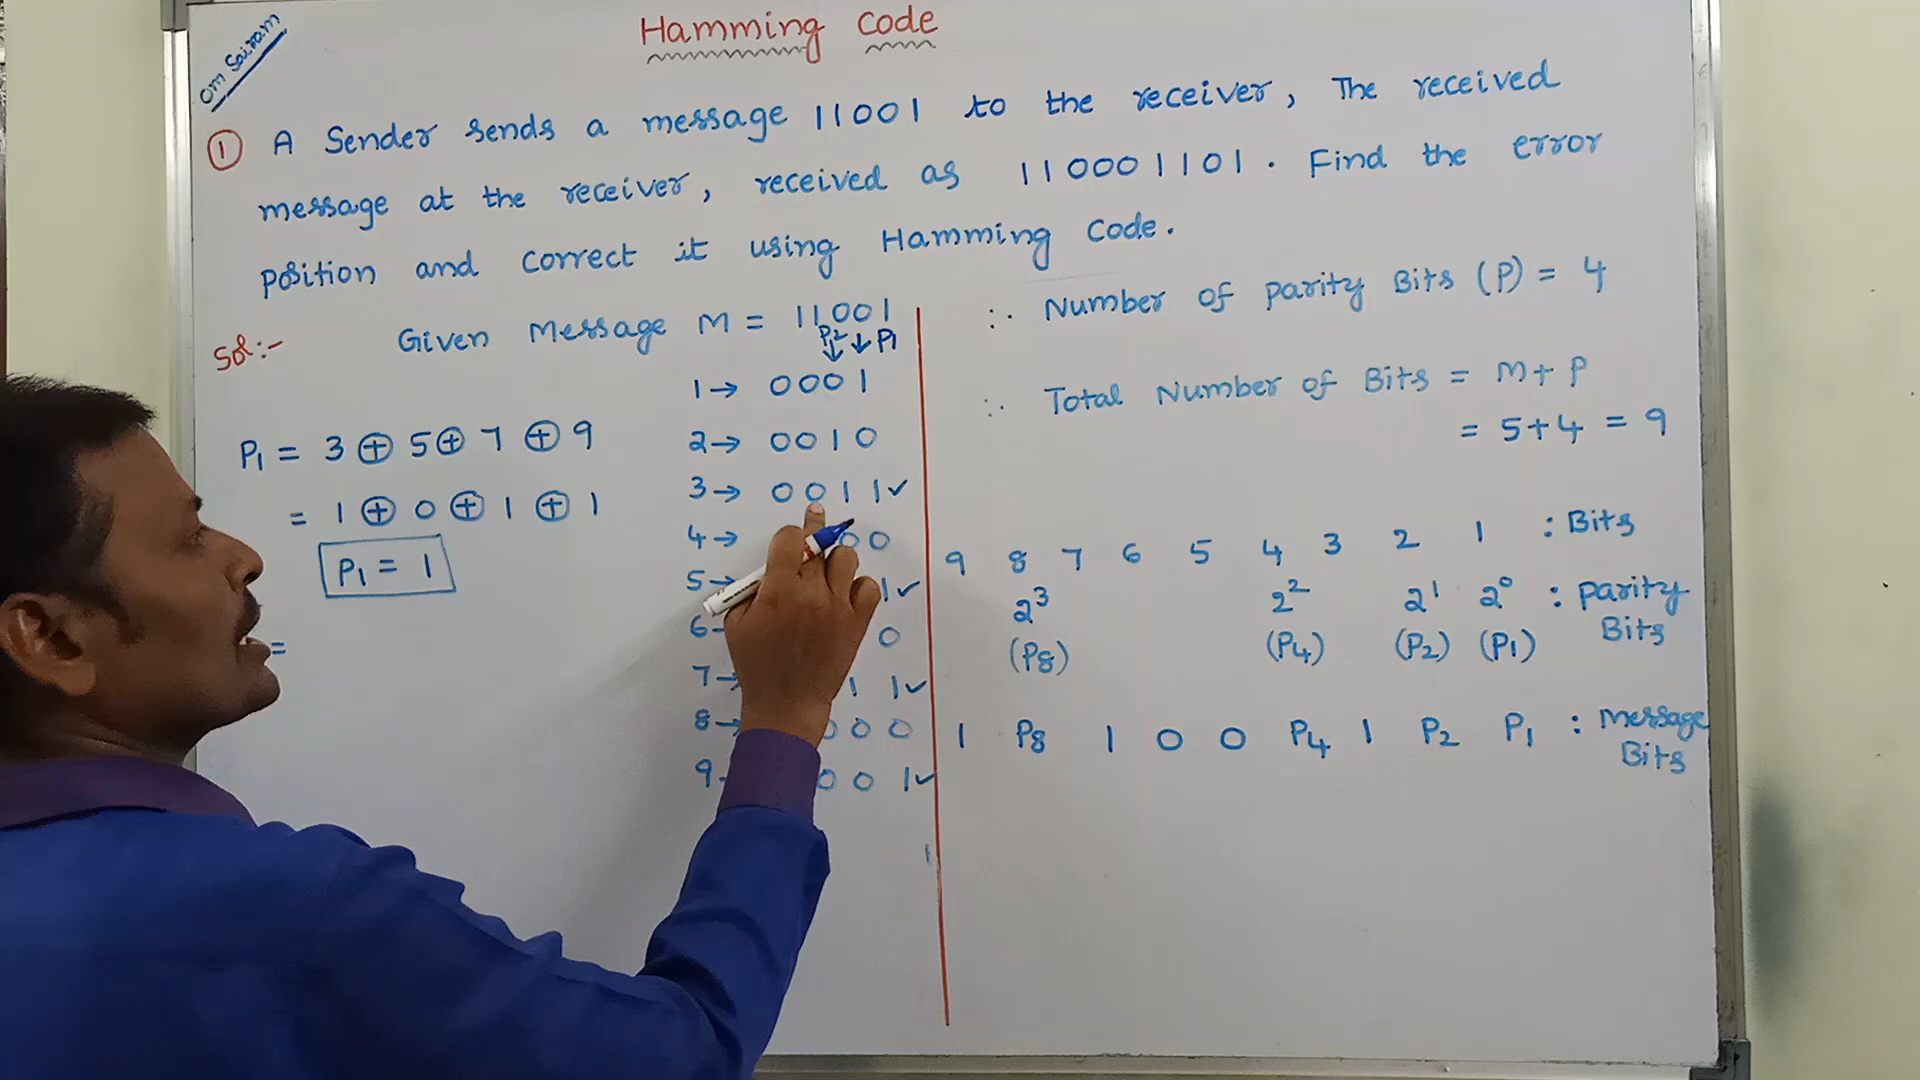 Hamming Code
Om Sairam
① A Sender sends a message 11001 to the receiver, The received
message at the receiver, received as 110001101. Find the error
position and correct it using Hamming Code.
Sol:- Given Message M = 11001
P2 P1
↓ ↓
1 → 0001
2 → 0010
3 → 0011 ✓
4 → 00
5 → 1 ✓
6 - 0
7 - 1 1 ✓
8 → 000
9 - 001 ✓
P1 = 3 ⊕ 5 ⊕ 7 ⊕ 9
= 1 ⊕ 0 ⊕ 1 ⊕ 1
P1 = 1
=
∴ Number of parity Bits (P) = 4
∴ Total Number of Bits = M + P
= 5+4 = 9
9 8 7 6 5 4 3 2 1 : Bits
2³ 2² 2¹ 2⁰ : parity Bits
(P8) (P4) (P2) (P1)
1 P8 1 0 0 P4 1 P2 P1 : Message Bits